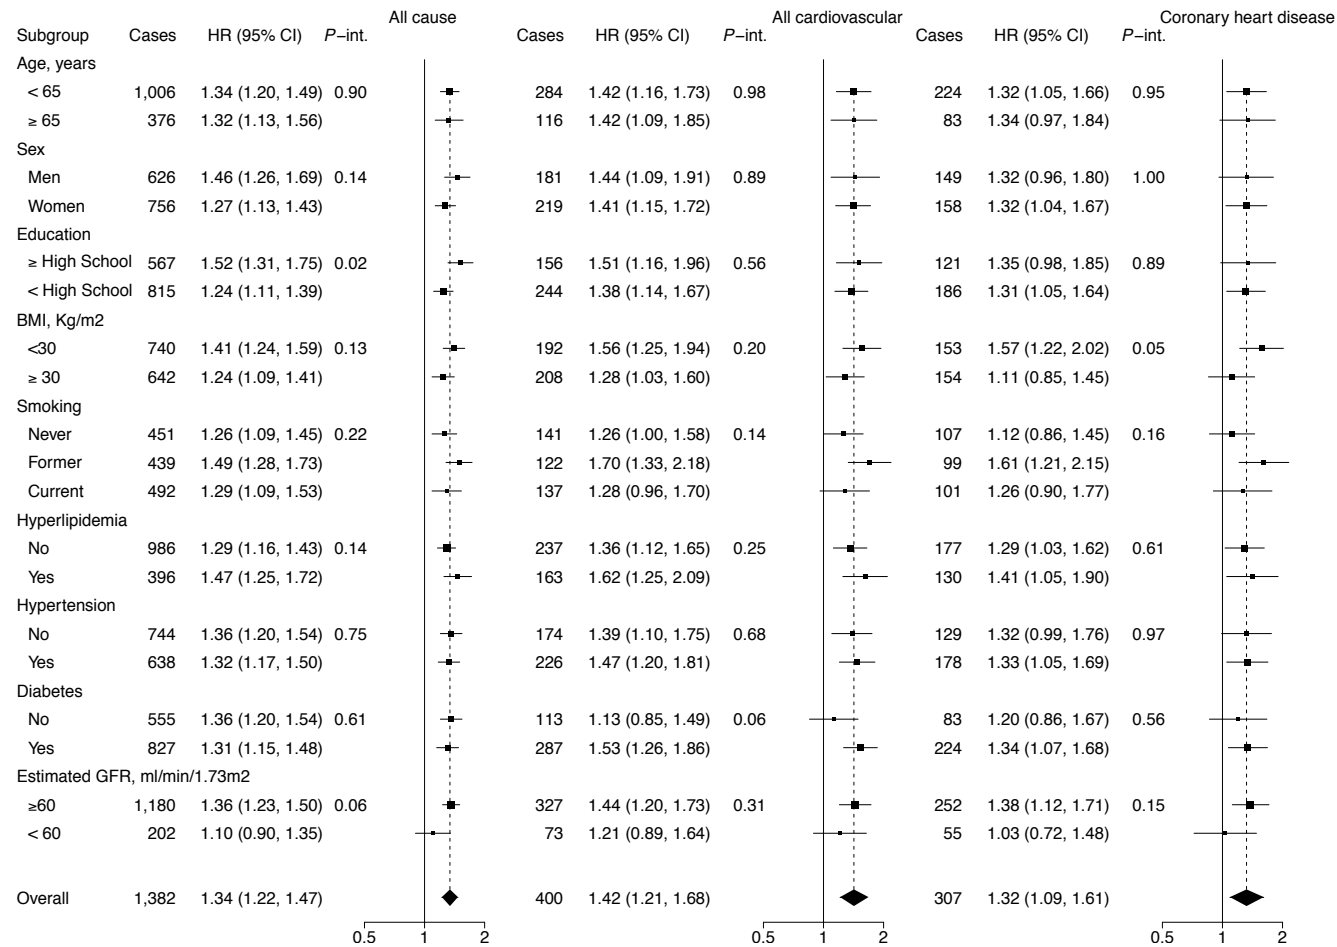 All cause All cardiovascular Coronary heart disease
Subgroup Cases HR (95% CI) P−int. Cases HR (95% CI) P−int. Cases HR (95% CI) P−int.
Age, years
< 65 1,006 1.34 (1.20, 1.49) 0.90 284 1.42 (1.16, 1.73) 0.98 224 1.32 (1.05, 1.66) 0.95
≥ 65 376 1.32 (1.13, 1.56) 116 1.42 (1.09, 1.85) 83 1.34 (0.97, 1.84)
Sex
Men 626 1.46 (1.26, 1.69) 0.14 181 1.44 (1.09, 1.91) 0.89 149 1.32 (0.96, 1.80) 1.00
Women 756 1.27 (1.13, 1.43) 219 1.41 (1.15, 1.72) 158 1.32 (1.04, 1.67)
Education
≥ High School 567 1.52 (1.31, 1.75) 0.02 156 1.51 (1.16, 1.96) 0.56 121 1.35 (0.98, 1.85) 0.89
< High School 815 1.24 (1.11, 1.39) 244 1.38 (1.14, 1.67) 186 1.31 (1.05, 1.64)
BMI, Kg/m2
<30 740 1.41 (1.24, 1.59) 0.13 192 1.56 (1.25, 1.94) 0.20 153 1.57 (1.22, 2.02) 0.05
≥ 30 642 1.24 (1.09, 1.41) 208 1.28 (1.03, 1.60) 154 1.11 (0.85, 1.45)
Smoking
Never 451 1.26 (1.09, 1.45) 0.22 141 1.26 (1.00, 1.58) 0.14 107 1.12 (0.86, 1.45) 0.16
Former 439 1.49 (1.28, 1.73) 122 1.70 (1.33, 2.18) 99 1.61 (1.21, 2.15)
Current 492 1.29 (1.09, 1.53) 137 1.28 (0.96, 1.70) 101 1.26 (0.90, 1.77)
Hyperlipidemia
No 986 1.29 (1.16, 1.43) 0.14 237 1.36 (1.12, 1.65) 0.25 177 1.29 (1.03, 1.62) 0.61
Yes 396 1.47 (1.25, 1.72) 163 1.62 (1.25, 2.09) 130 1.41 (1.05, 1.90)
Hypertension
No 744 1.36 (1.20, 1.54) 0.75 174 1.39 (1.10, 1.75) 0.68 129 1.32 (0.99, 1.76) 0.97
Yes 638 1.32 (1.17, 1.50) 226 1.47 (1.20, 1.81) 178 1.33 (1.05, 1.69)
Diabetes
No 555 1.36 (1.20, 1.54) 0.61 113 1.13 (0.85, 1.49) 0.06 83 1.20 (0.86, 1.67) 0.56
Yes 827 1.31 (1.15, 1.48) 287 1.53 (1.26, 1.86) 224 1.34 (1.07, 1.68)
Estimated GFR, ml/min/1.73m2
≥60 1,180 1.36 (1.23, 1.50) 0.06 327 1.44 (1.20, 1.73) 0.31 252 1.38 (1.12, 1.71) 0.15
< 60 202 1.10 (0.90, 1.35) 73 1.21 (0.89, 1.64) 55 1.03 (0.72, 1.48)
Overall 1,382 1.34 (1.22, 1.47) 400 1.42 (1.21, 1.68) 307 1.32 (1.09, 1.61)
0.5 1 2 0.5 1 2 0.5 1 2